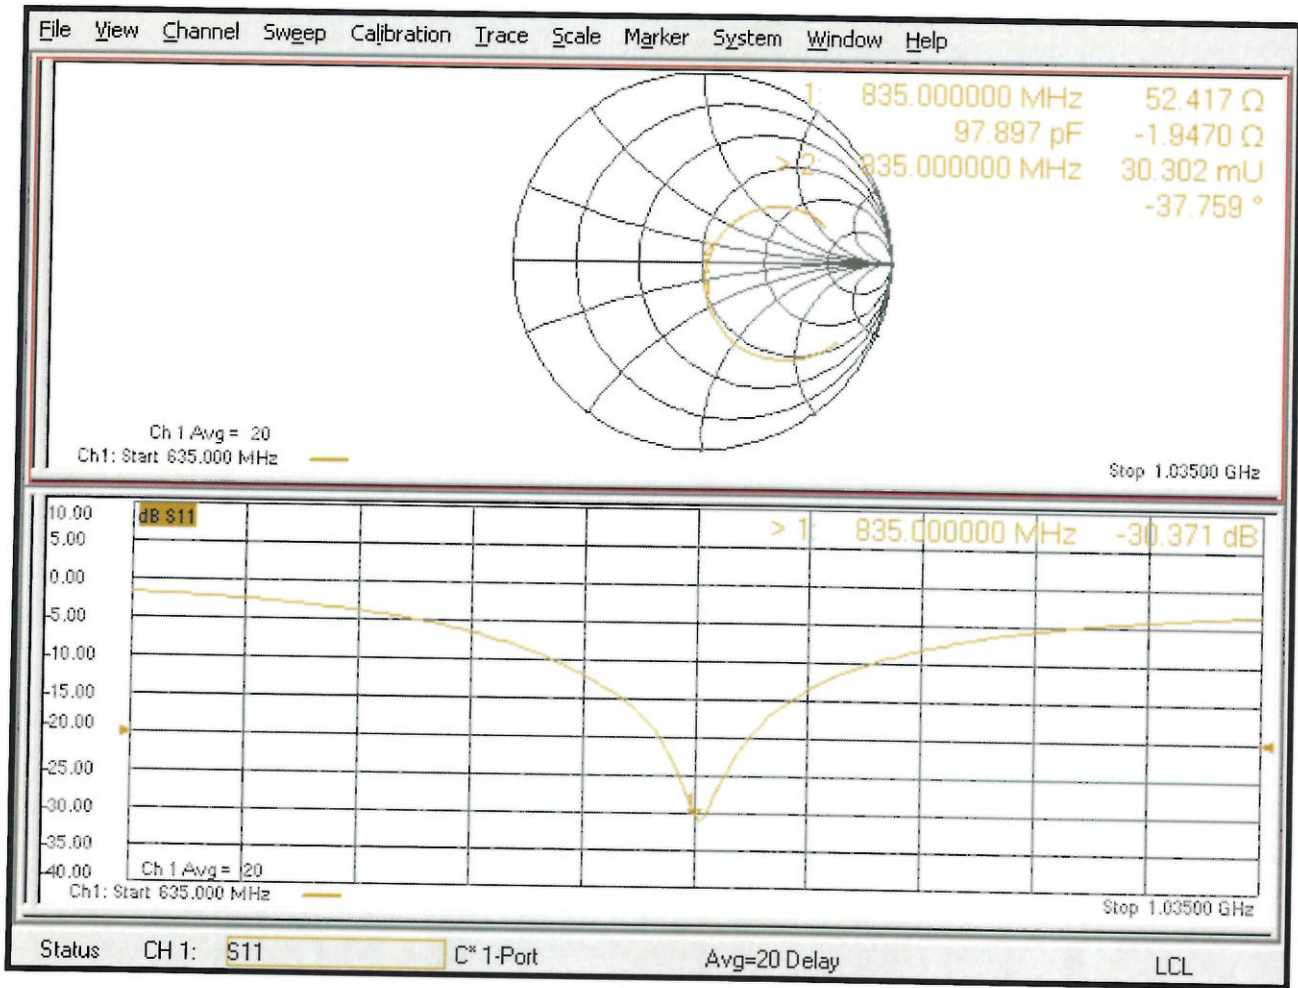 File View Channel Sweep Calibration Trace Scale Marker System Window Help
1: 835.000000 MHz 52.417 Ω
97.897 pF -1.9470 Ω
> 2: 835.000000 MHz 30.302 mU
-37.759 °
Ch 1 Avg = 20
Ch1: Start 635.000 MHz
Stop 1.03500 GHz
10.00
dB S11
> 1: 835.000000 MHz -30.371 dB
5.00
0.00
-5.00
-10.00
-15.00
-20.00
-25.00
-30.00
-35.00
-40.00
1
Ch 1 Avg = 20
Ch1: Start 635.000 MHz
Stop 1.03500 GHz
Status CH 1: S11 C* 1-Port Avg=20 Delay LCL